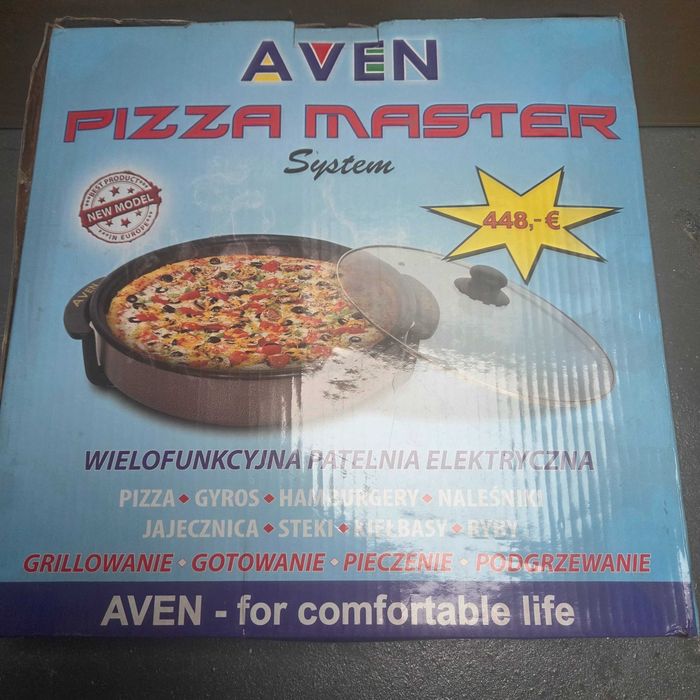 AVEN
PIZZA MASTER
System
BEST PRODUCT
NEW MODEL
IN EUROPE
448,-€
AVEN
WIELOFUNKCYJNA PATELNIA ELEKTRYCZNA
PIZZA ◆ GYROS ◆ HAMBURGERY ◆ NALEŚNIKI
JAJECZNICA ◆ STEKI ◆ KIEŁBASY ◆ RYBY
GRILLOWANIE ◆ GOTOWANIE ◆ PIECZENIE ◆ PODGRZEWANIE
AVEN - for comfortable life